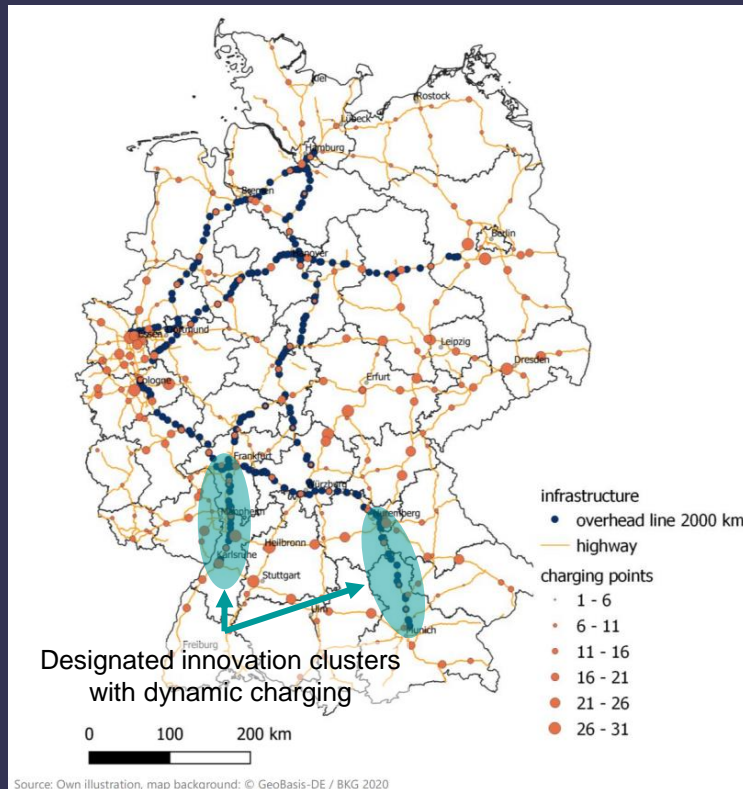 Kiel
Rostock
Lübeck
Hamburg
Bremen
Berlin
Hanover
Dortmund
Essen
Leipzig
Dresden
Cologne
Erfurt
Frankfurt
Würzburg
Mannheim
Nuremberg
Heilbronn
Karlsruhe
Stuttgart
Ulm
Munich
Freiburg
infrastructure
overhead line 2000 km
highway
charging points
1 - 6
6 - 11
11 - 16
16 - 21
21 - 26
26 - 31
Designated innovation clusters
with dynamic charging
0 100 200 km
Source: Own illustration, map background: © GeoBasis-DE / BKG 2020